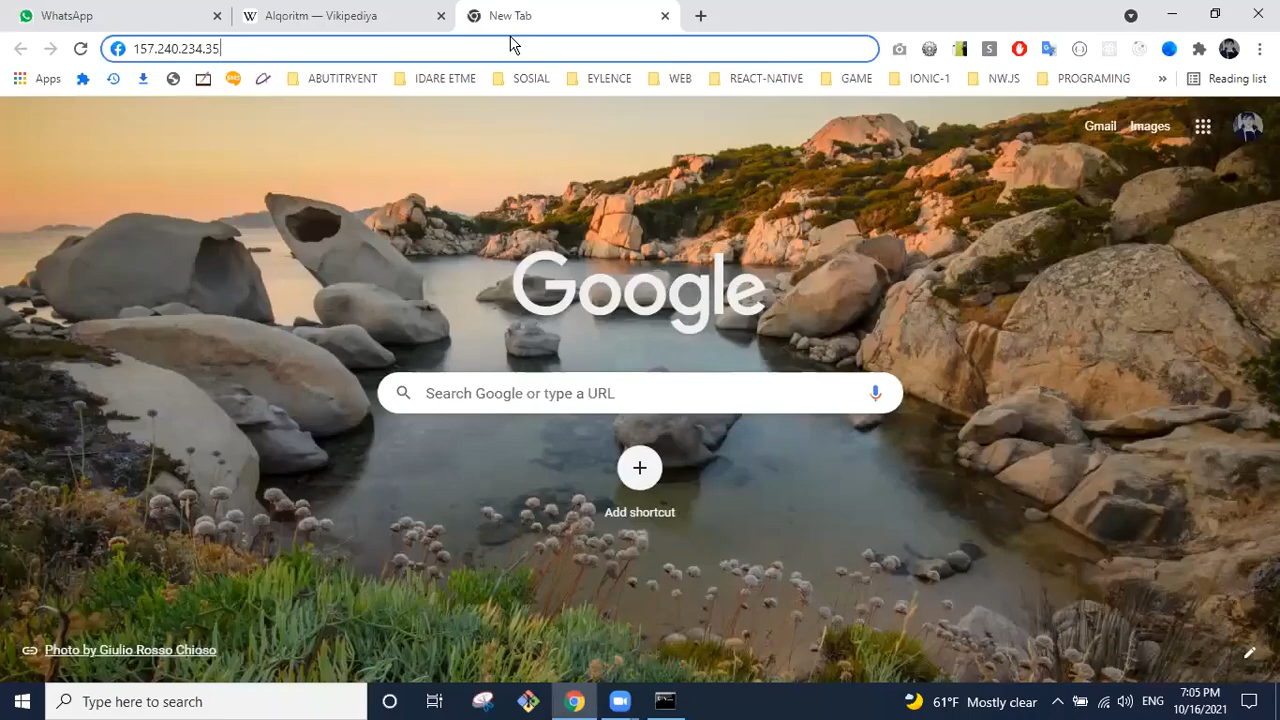 WhatsApp
Alqoritm — Vikipediya
New Tab
157.240.234.35
Apps
ABUTITRYENT
IDARE ETME
SOSIAL
EYLENCE
WEB
REACT-NATIVE
GAME
IONIC-1
NW.JS
PROGRAMING
»
Reading list
Gmail
Images
Google
Search Google or type a URL
Add shortcut
Photo by Giulio Rosso Chioso
Type here to search
61°F Mostly clear
ENG
7:05 PM
10/16/2021